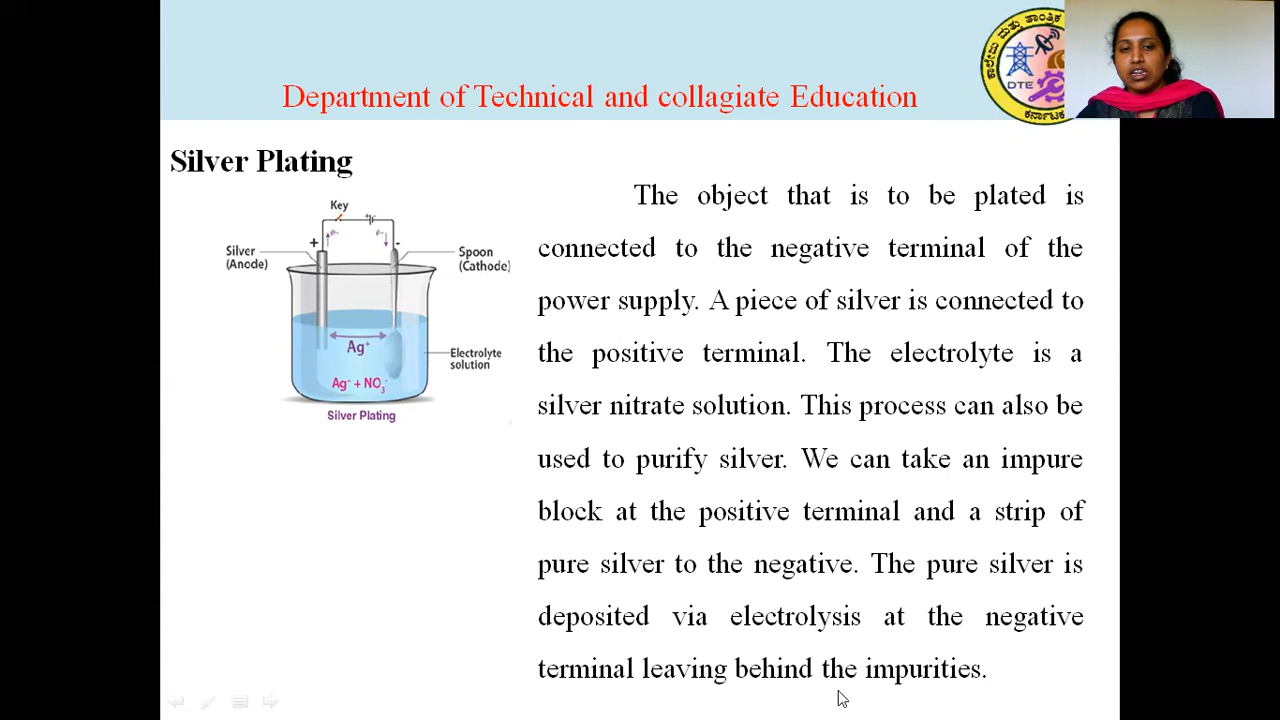 Department of Technical and collagiate Education
ಕಾಲೇಜು ಮತ್ತು ತಾಂತ್ರಿಕ
DTE
ಕರ್ನಾಟಕ
Silver Plating
Key
+
-
e-
e-
+
-
Silver
(Anode)
Spoon
(Cathode)
Ag+
Electrolyte
solution
Ag+ + NO3-
Silver Plating
The object that is to be plated is
connected to the negative terminal of the
power supply. A piece of silver is connected to
the positive terminal. The electrolyte is a
silver nitrate solution. This process can also be
used to purify silver. We can take an impure
block at the positive terminal and a strip of
pure silver to the negative. The pure silver is
deposited via electrolysis at the negative
terminal leaving behind the impurities.